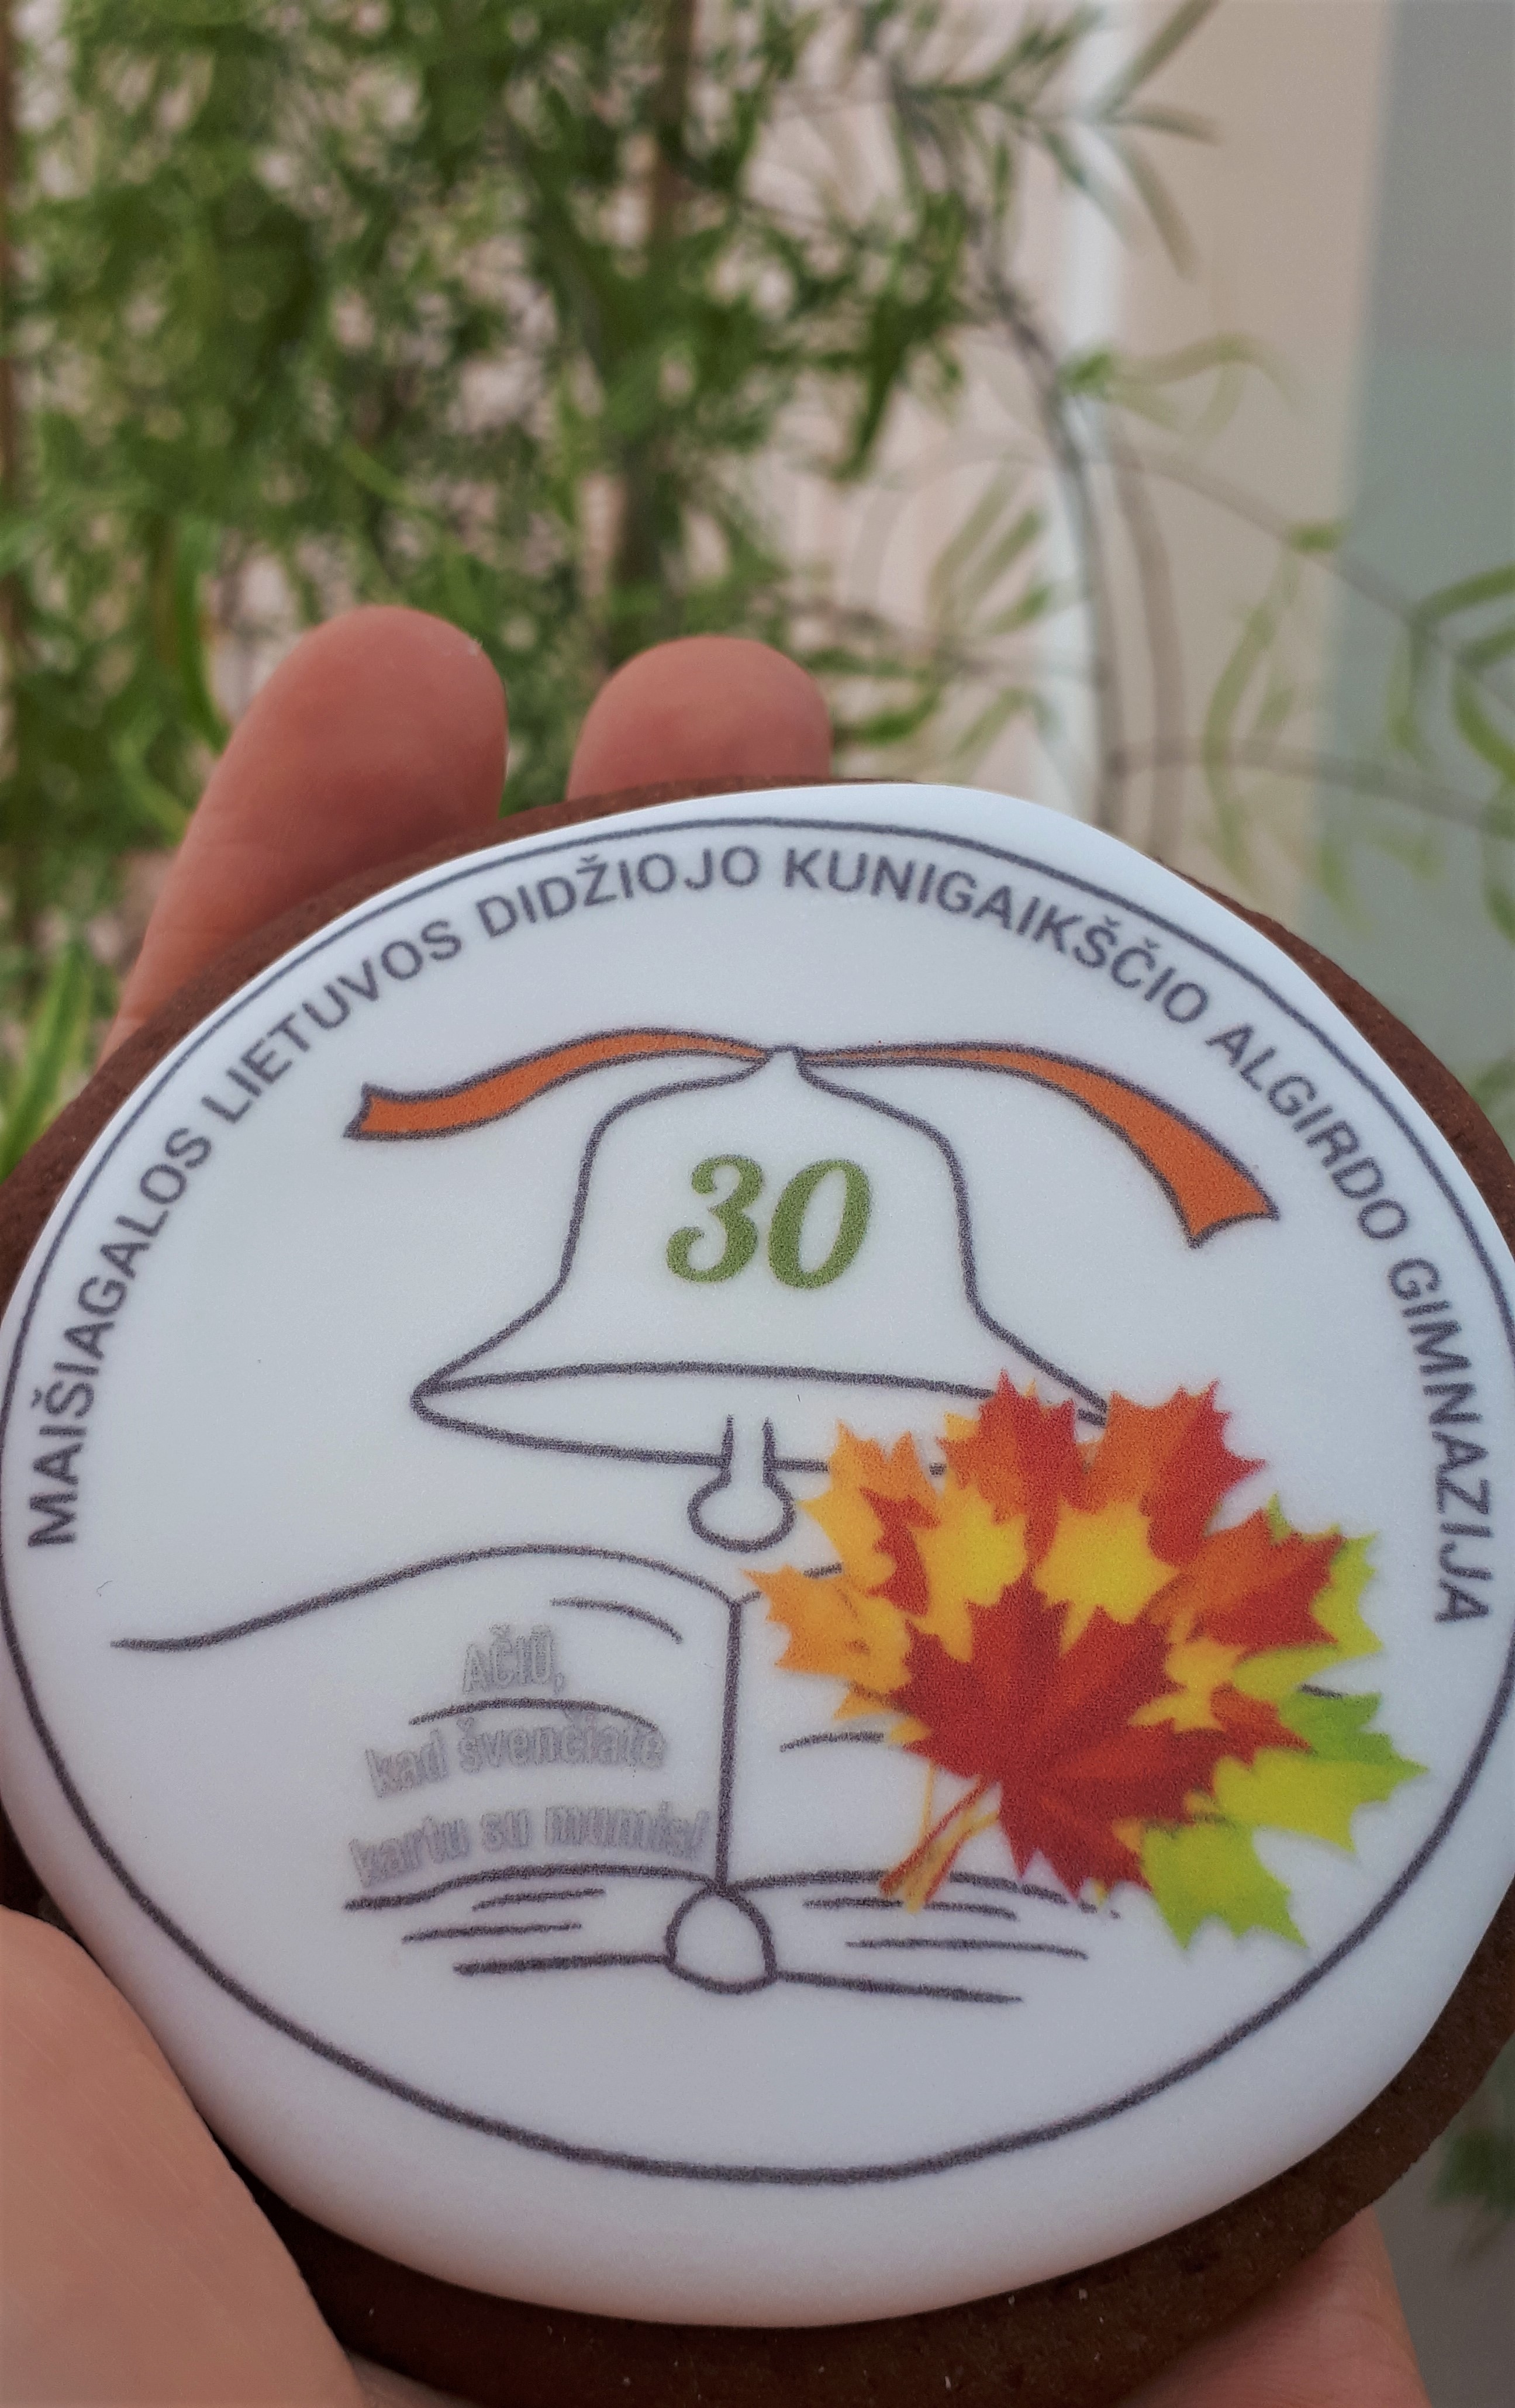 MAIŠIAGALOS LIETUVOS DIDŽIOJO KUNIGAIKŠČIO ALGIRDO GIMNAZIJA
30
AČIŪ,
kad švenčiate
kartu su mumis!